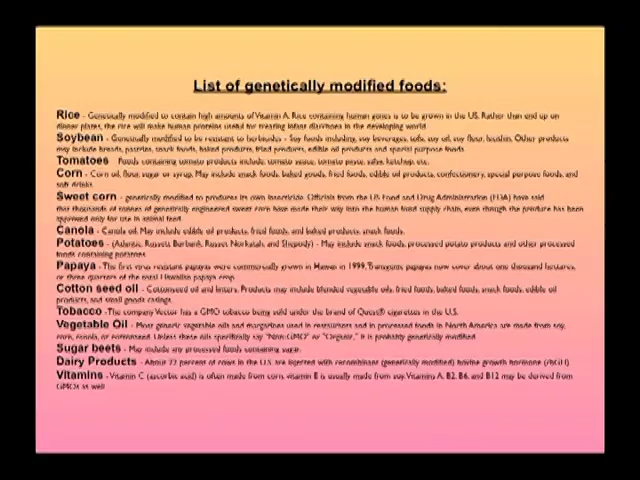 List of genetically modified foods:
Rice - Genetically modified to contain high amounts of Vitamin A. Rice containing human genes is to be grown in the US. Rather than end up on
dinner plates, the rice will make human proteins useful for treating infant diarrhoea in the developing world.
Soybean - Genetically modified to be resistant to herbicides - Soy foods including, soy beverages, tofu, soy oil, soy flour, lecithin. Other products
may include breads, pastries, snack foods, baked products, fried products, edible oil products and special purpose foods.
Tomatoes Foods containing tomato products include, tomato sauce, tomato paste, salsa, ketchup, etc.
Corn - Corn oil, flour, sugar or syrup. May include snack foods, baked goods, fried foods, edible oil products, confectionery, special purpose foods, and
soft drinks.
Sweet corn - genetically modified to produces its own insecticide. Officials from the US Food and Drug Administration (FDA) have said
that thousands of tonnes of genetically engineered sweet corn have made their way into the human food supply chain, even though the produce has been
approved only for use in animal feed.
Canola - Canola oil. May include edible oil products, fried foods, and baked products, snack foods.
Potatoes - (Atlantic, Russett Burbank, Russet Norkatah, and Shepody) - May include snack foods, processed potato products and other processed
foods containing potatoes.
Papaya - The first virus resistant papayas were commercially grown in Hawaii in 1999. Transgenic papayas now cover about one thousand hectares,
or three quarters of the total Hawaiian papaya crop.
Cotton seed oil - Cottonseed oil and linters. Products may include blended vegetable oils, fried foods, baked foods, snack foods, edible oil
products, and smallgoods casings.
Tobacco -The company Vector has a GMO tobacco being sold under the brand of Quest® cigarettes in the U.S.
Vegetable Oil - Most generic vegetable oils and margarines used in restaurants and in processed foods in North America are made from soy,
corn, canola, or cottonseed. Unless these oils specifically say "Non-GMO" or "Organic," it is probably genetically modified.
Sugar beets - May include any processed foods containing sugar.
Dairy Products - About 22 percent of cows in the U.S. are injected with recombinant (genetically modified) bovine growth hormone (rbGH).
Vitamins - Vitamin C (ascorbic acid) is often made from corn, vitamin E is usually made from soy. Vitamins A, B2, B6, and B12 may be derived from
GMOs as well